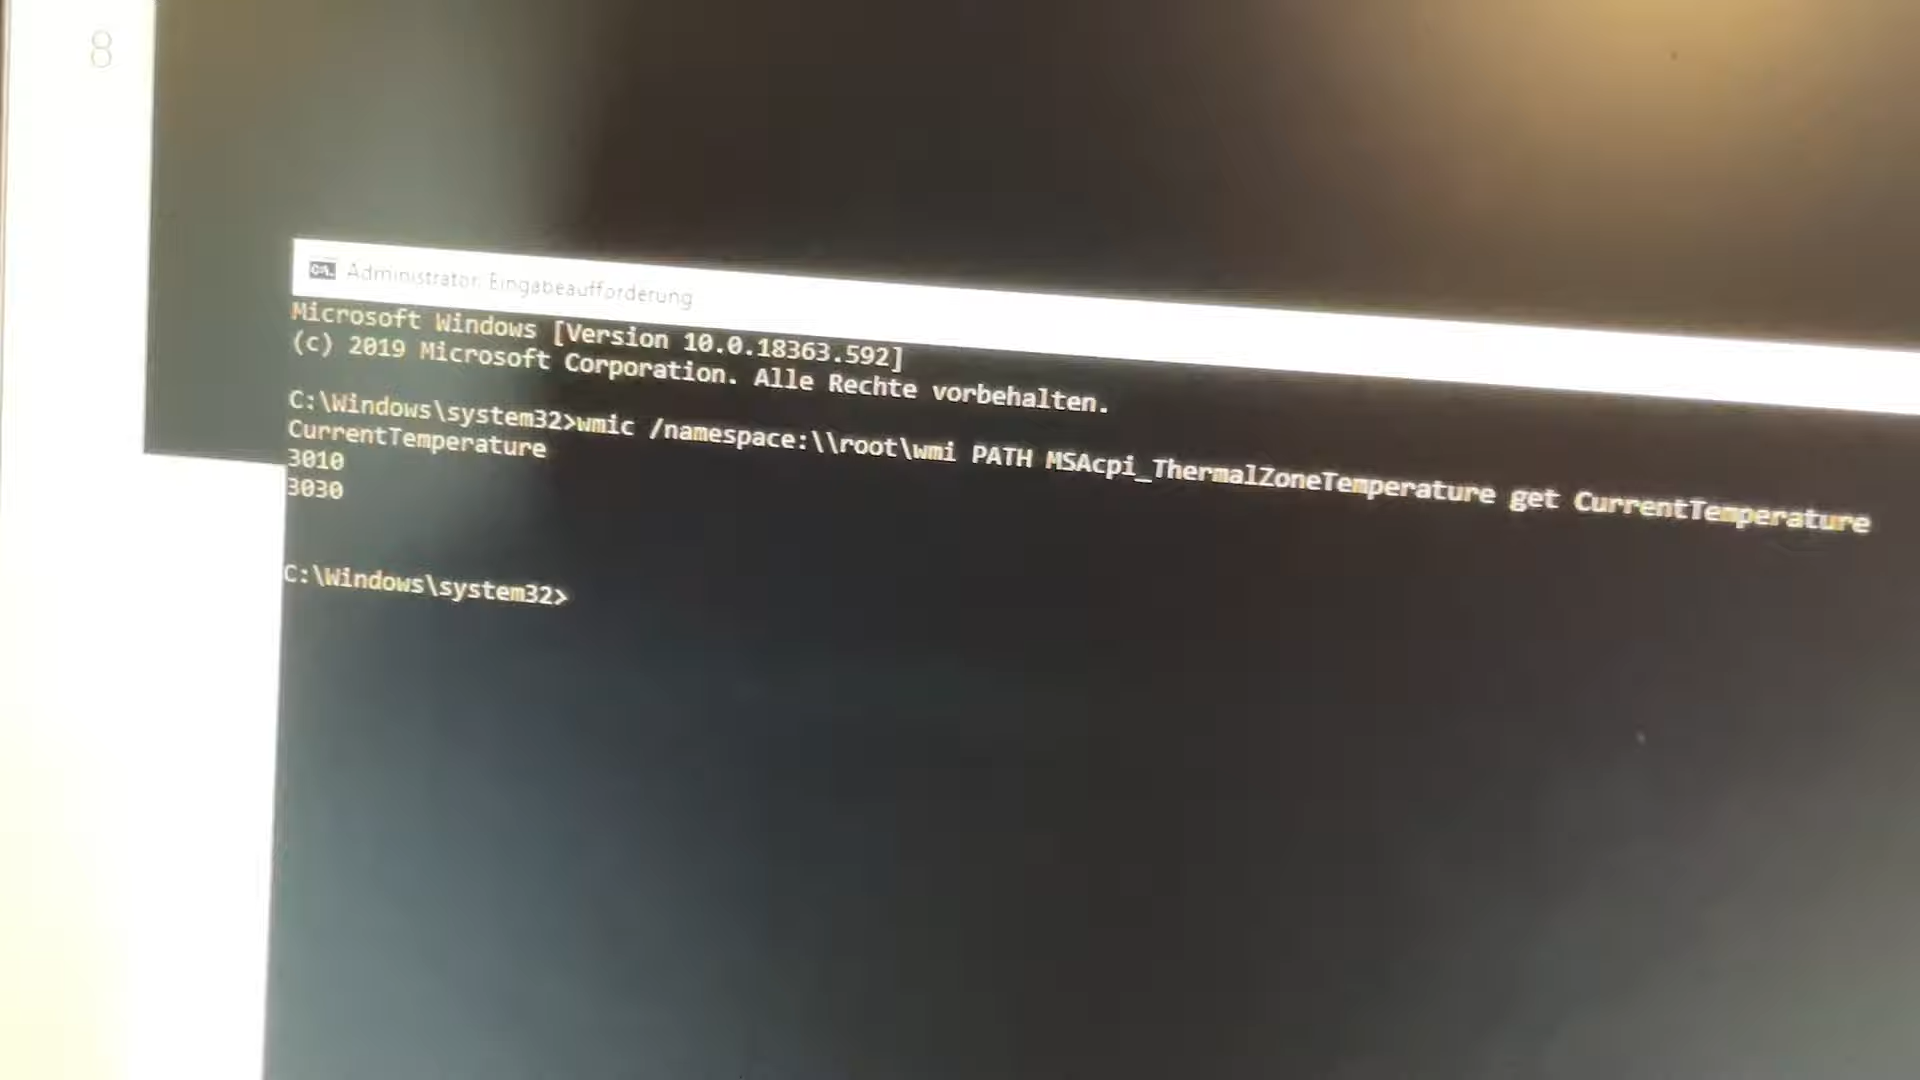 8
Administrator: Eingabeaufforderung
Microsoft Windows [Version 10.0.18363.592]
(c) 2019 Microsoft Corporation. Alle Rechte vorbehalten.
C:\Windows\system32>wmic /namespace:\\root\wmi PATH MSAcpi_ThermalZoneTemperature get CurrentTemperature
CurrentTemperature
3010
3030
C:\Windows\system32>